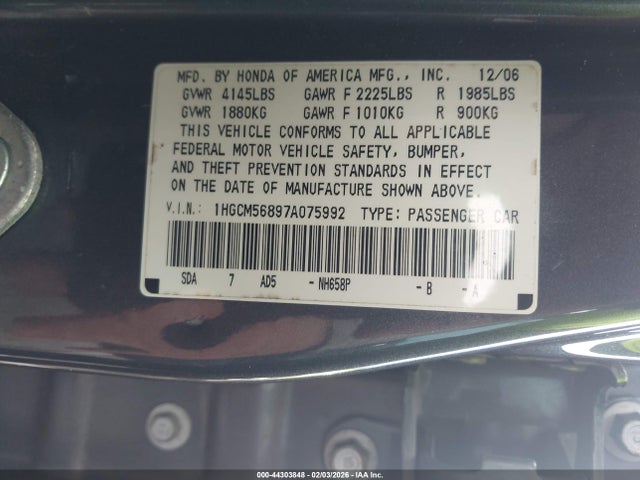 MFD. BY HONDA OF AMERICA MFG., INC. 12/06
GVWR 4145LBS GAWR F 2225LBS R 1985LBS
GVWR 1880KG GAWR F 1010KG R 900KG
THIS VEHICLE CONFORMS TO ALL APPLICABLE
FEDERAL MOTOR VEHICLE SAFETY, BUMPER,
AND THEFT PREVENTION STANDARDS IN EFFECT
ON THE DATE OF MANUFACTURE SHOWN ABOVE.
V.I.N.: 1HGCM56897A075992 TYPE: PASSENGER CAR
SDA 7 AD5 -NH658P -B -A
000-44303848 - 02/03/2026 - IAA, Inc.